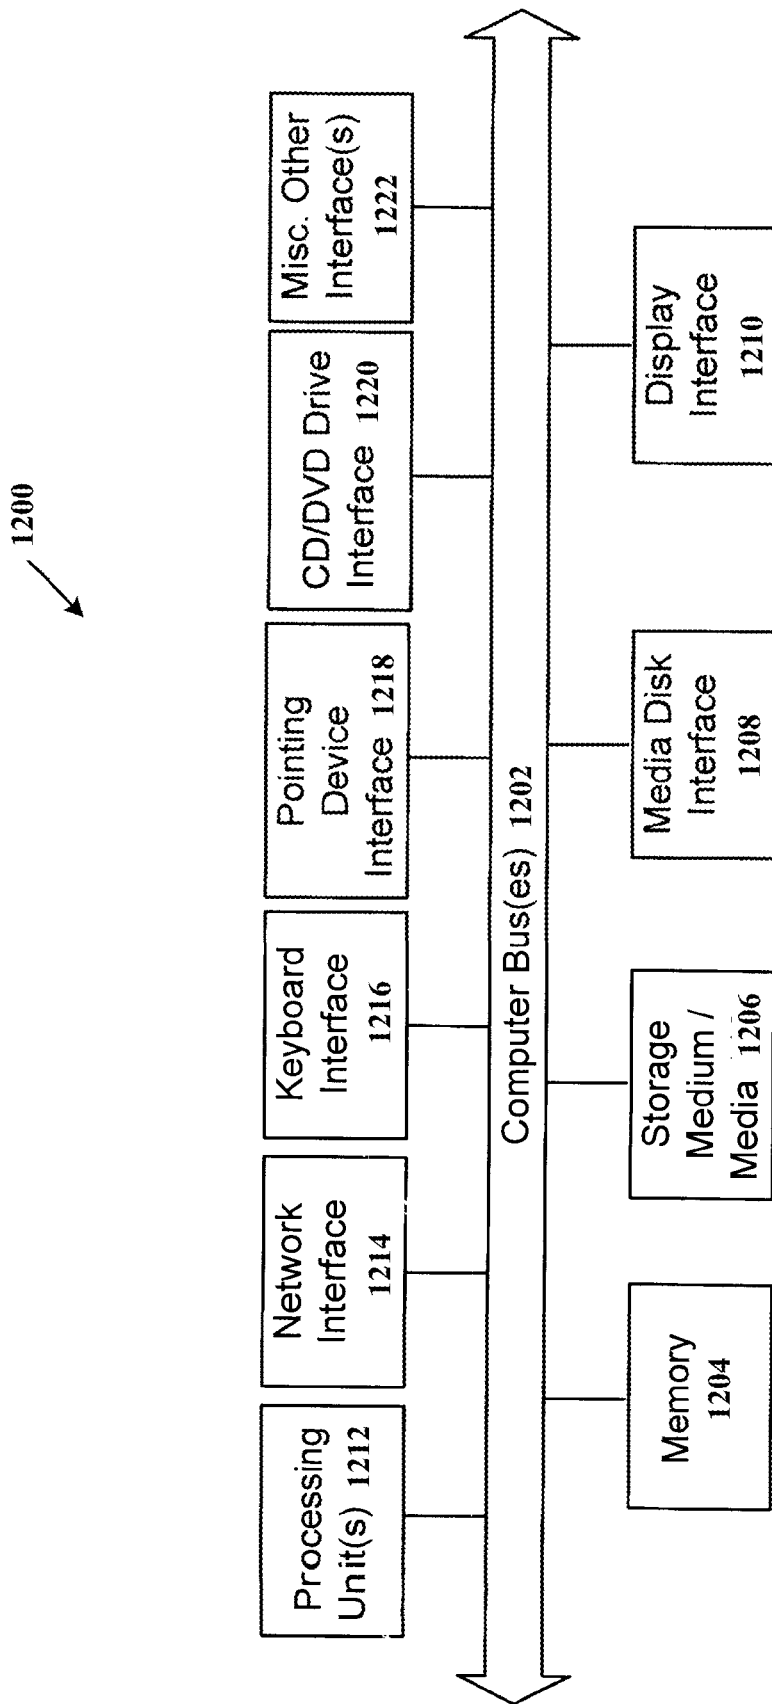 1200
Processing
Unit(s) 1212
Network
Interface
1214
Keyboard
Interface
1216
Pointing
Device
Interface 1218
CD/DVD Drive
Interface 1220
Misc. Other
Interface(s)
1222
Computer Bus(es) 1202
Memory
1204
Storage
Medium /
Media 1206
Media Disk
Interface
1208
Display
Interface
1210